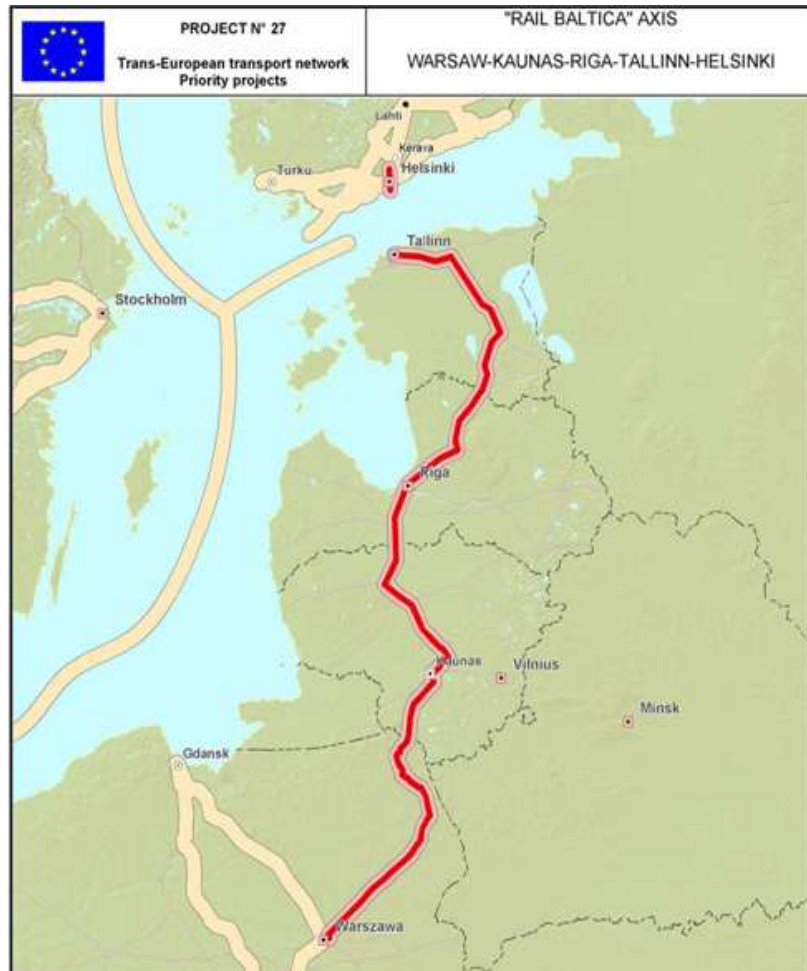 PROJECT N° 27
Trans-European transport network
Priority projects
"RAIL BALTICA" AXIS
WARSAW-KAUNAS-RIGA-TALLINN-HELSINKI
Lahti
Kerava
Turku
Helsinki
Tallinn
Stockholm
Riga
Kaunas
Vilnius
Minsk
Gdansk
Warszawa